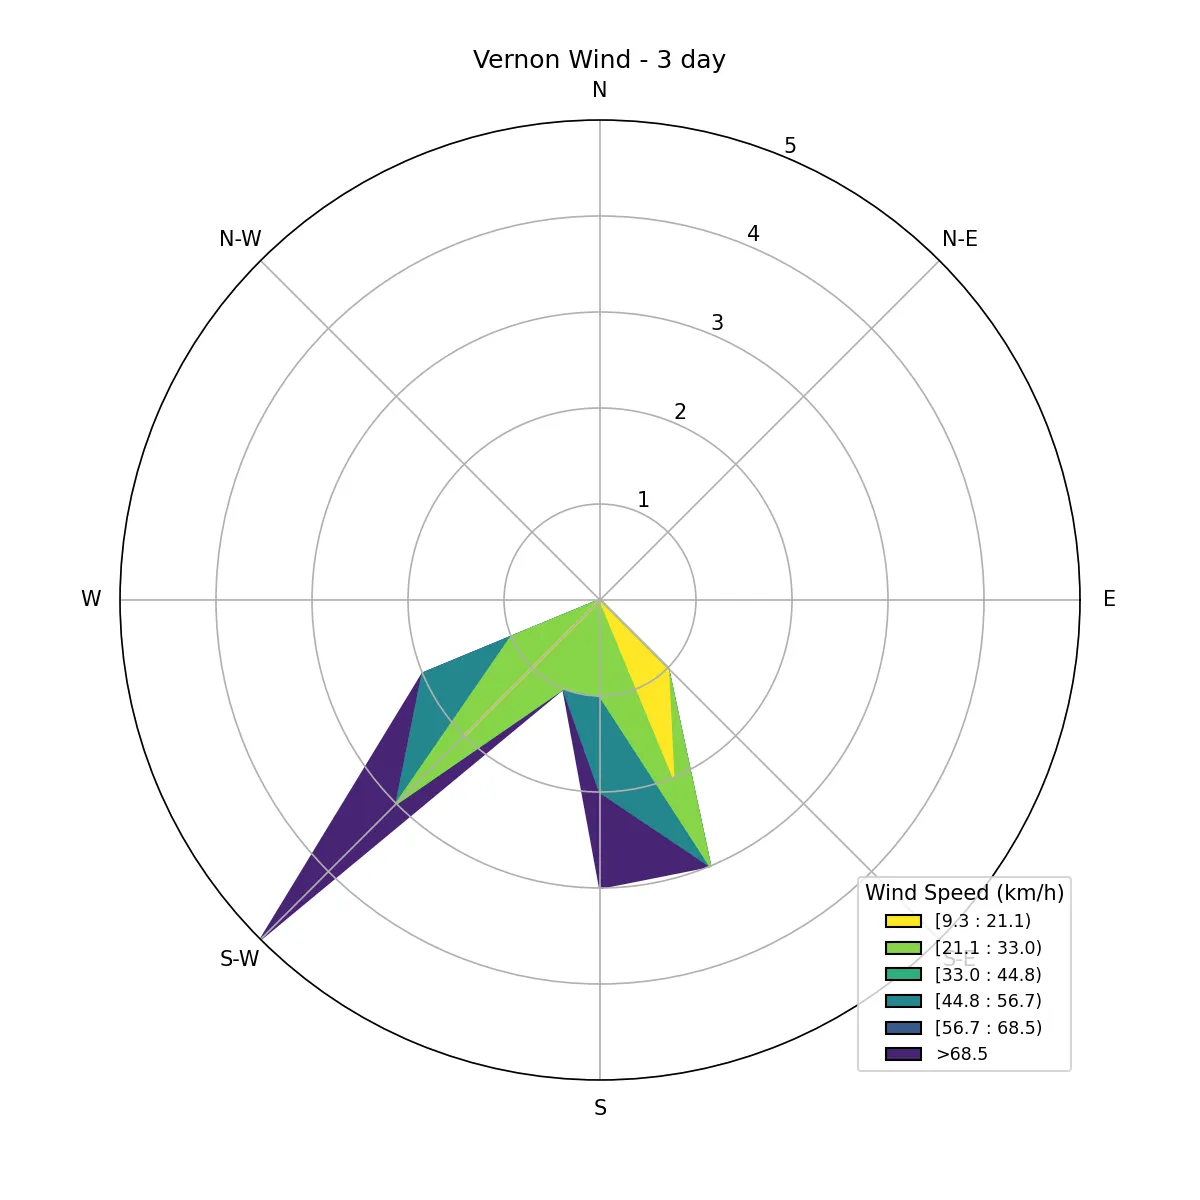 Vernon Wind - 3 day
N
5
N-W
N-E
4
3
2
1
W
E
Wind Speed (km/h)
[9.3 : 21.1)
[21.1 : 33.0)
S-W
S-E
[33.0 : 44.8)
[44.8 : 56.7)
[56.7 : 68.5)
>68.5
S